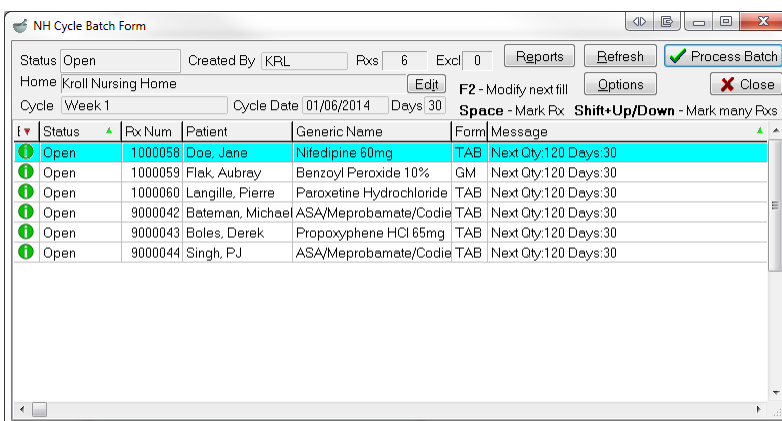 NH Cycle Batch Form
Status Open Created By KRL Rxs 6 Excl 0 Reports Refresh Process Batch
Home Kroll Nursing Home Edit F2 - Modify next fill Options Close
Cycle Week 1 Cycle Date 01/06/2014 Days 30 Space - Mark Rx Shift+Up/Down - Mark many Rxs
Status Rx Num Patient Generic Name Form Message
Open 1000058 Doe, Jane Nifedipine 60mg TAB Next Qty:120 Days:30
Open 1000059 Flak, Aubray Benzoyl Peroxide 10% GM Next Qty:120 Days:30
Open 1000060 Langille, Pierre Paroxetine Hydrochloride TAB Next Qty:120 Days:30
Open 9000042 Bateman, Michael ASA/Meprobamate/Codie TAB Next Qty:120 Days:30
Open 9000043 Boles, Derek Propoxyphene HCl 65mg TAB Next Qty:120 Days:30
Open 9000044 Singh, PJ ASA/Meprobamate/Codie TAB Next Qty:120 Days:30